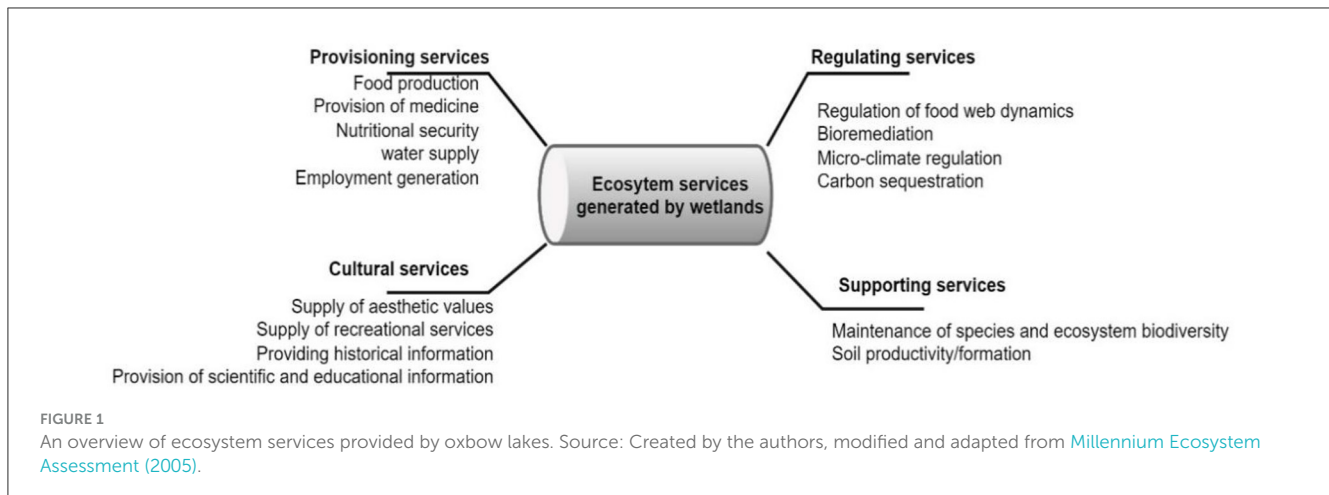 Provisioning services
Food production
Provision of medicine
Nutritional security
water supply
Employment generation
Regulating services
Regulation of food web dynamics
Bioremediation
Micro-climate regulation
Carbon sequestration
Ecosytem services
generated by wetlands
Cultural services
Supply of aesthetic values
Supply of recreational services
Providing historical information
Provision of scientific and educational information
Supporting services
Maintenance of species and ecosystem biodiversity
Soil productivity/formation
FIGURE 1
An overview of ecosystem services provided by oxbow lakes. Source: Created by the authors, modified and adapted from Millennium Ecosystem
Assessment (2005).